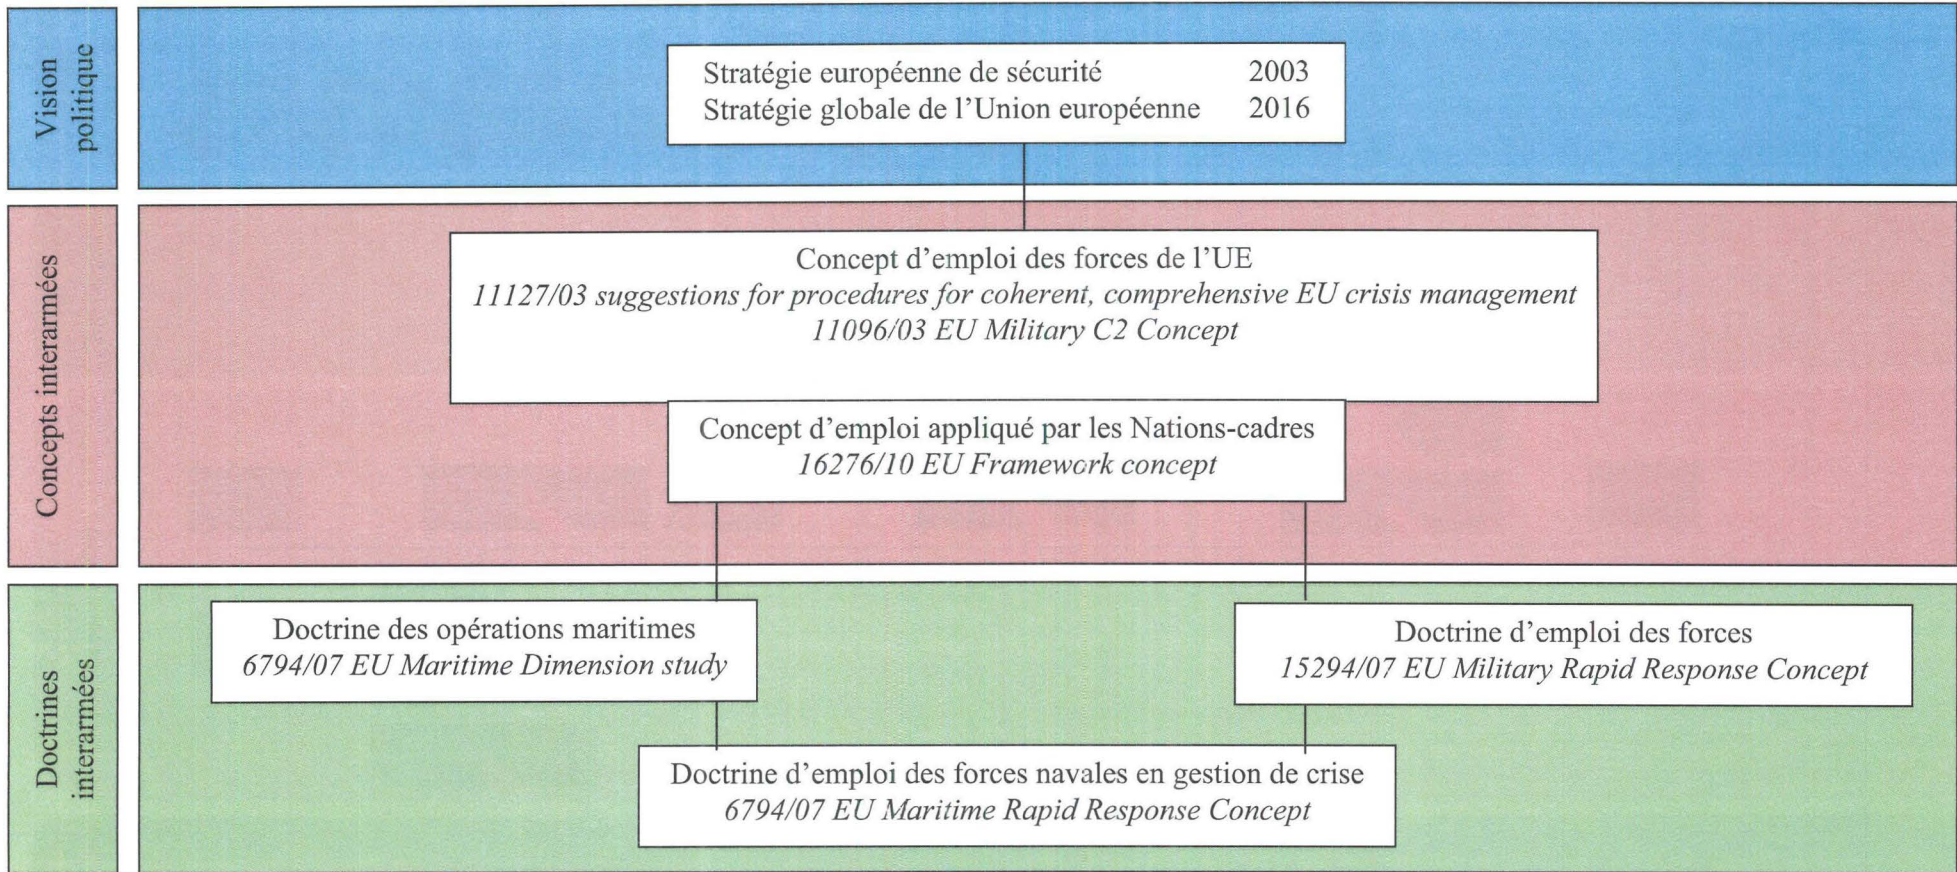 Vision
politique
Stratégie européenne de sécurité 2003
Stratégie globale de l’Union européenne 2016
Concepts interarmées
Concept d’emploi des forces de l’UE
11127/03 suggestions for procedures for coherent, comprehensive EU crisis management
11096/03 EU Military C2 Concept
Concept d’emploi appliqué par les Nations-cadres
16276/10 EU Framework concept
Doctrines
interarmées
Doctrine des opérations maritimes
6794/07 EU Maritime Dimension study
Doctrine d’emploi des forces
15294/07 EU Military Rapid Response Concept
Doctrine d’emploi des forces navales en gestion de crise
6794/07 EU Maritime Rapid Response Concept